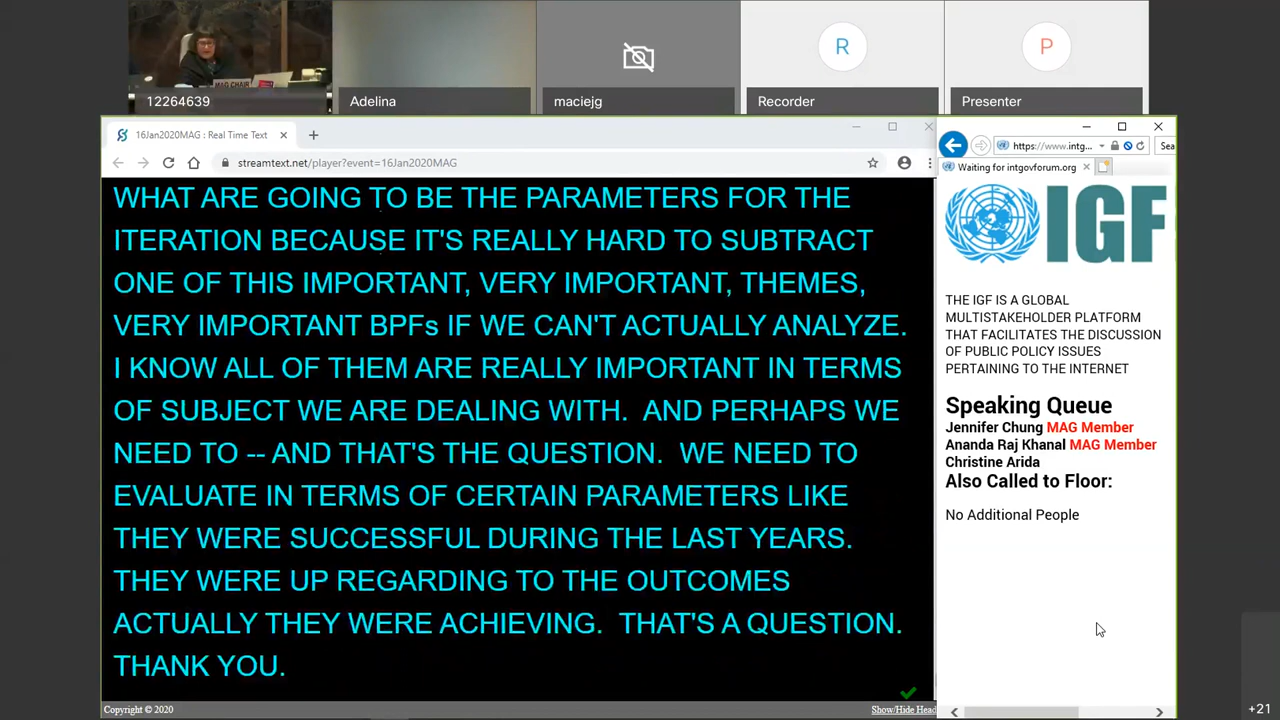 MAG CHAIR
R
P
12264639
Adelina
maciejg
Recorder
Presenter
16Jan2020MAG : Real Time Text
streamtext.net/player?event=16Jan2020MAG
WHAT ARE GOING TO BE THE PARAMETERS FOR THE
ITERATION BECAUSE IT'S REALLY HARD TO SUBTRACT
ONE OF THIS IMPORTANT, VERY IMPORTANT, THEMES,
VERY IMPORTANT BPFs IF WE CAN'T ACTUALLY ANALYZE.
I KNOW ALL OF THEM ARE REALLY IMPORTANT IN TERMS
OF SUBJECT WE ARE DEALING WITH.  AND PERHAPS WE
NEED TO -- AND THAT'S THE QUESTION.  WE NEED TO
EVALUATE IN TERMS OF CERTAIN PARAMETERS LIKE
THEY WERE SUCCESSFUL DURING THE LAST YEARS.
THEY WERE UP REGARDING TO THE OUTCOMES
ACTUALLY THEY WERE ACHIEVING.  THAT'S A QUESTION.
THANK YOU.
Copyright © 2020
Show/Hide Head
https://www.intg...
Sea
Waiting for intgovforum.org
IGF
THE IGF IS A GLOBAL
MULTISTAKEHOLDER PLATFORM
THAT FACILITATES THE DISCUSSION
OF PUBLIC POLICY ISSUES
PERTAINING TO THE INTERNET
Speaking Queue
Jennifer Chung MAG Member
Ananda Raj Khanal MAG Member
Christine Arida
Also Called to Floor:
No Additional People
+21